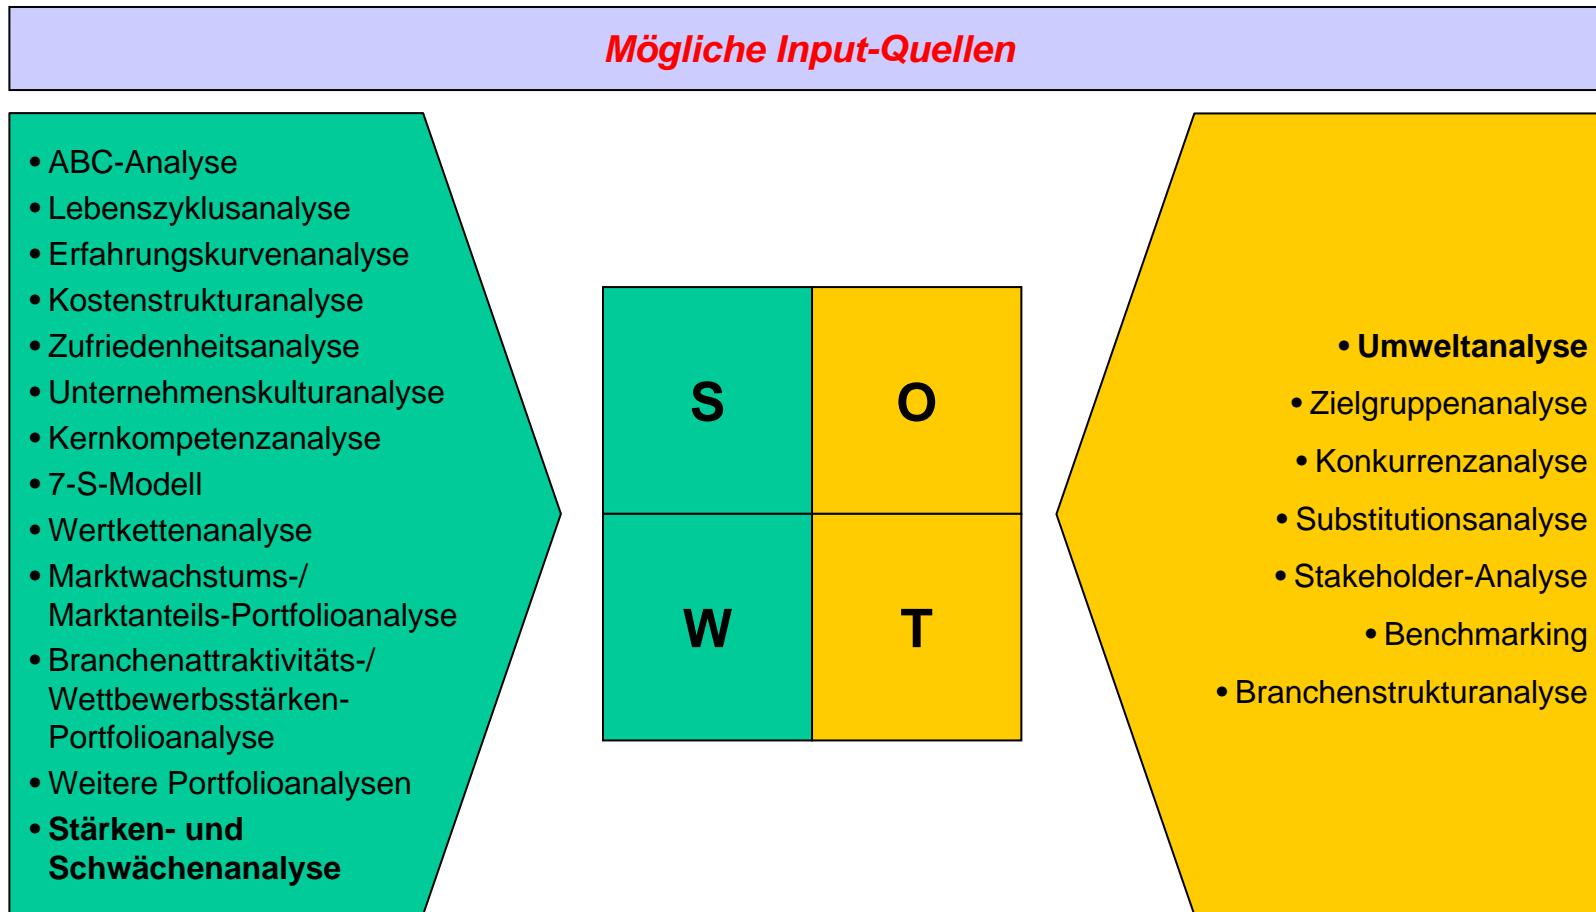 Mögliche Input-Quellen
• ABC-Analyse
• Lebenszyklusanalyse
• Erfahrungskurvenanalyse
• Kostenstrukturanalyse
• Zufriedenheitsanalyse
• Unternehmenskulturanalyse
• Kernkompetenzanalyse
• 7-S-Modell
• Wertkettenanalyse
• Marktwachstums-/
Marktanteils-Portfolioanalyse
• Branchenattraktivitäts-/
Wettbewerbsstärken-
Portfolioanalyse
• Weitere Portfolioanalysen
• Stärken- und
Schwächenanalyse
S O
W T
• Umweltanalyse
• Zielgruppenanalyse
• Konkurrenzanalyse
• Substitutionsanalyse
• Stakeholder-Analyse
• Benchmarking
• Branchenstrukturanalyse